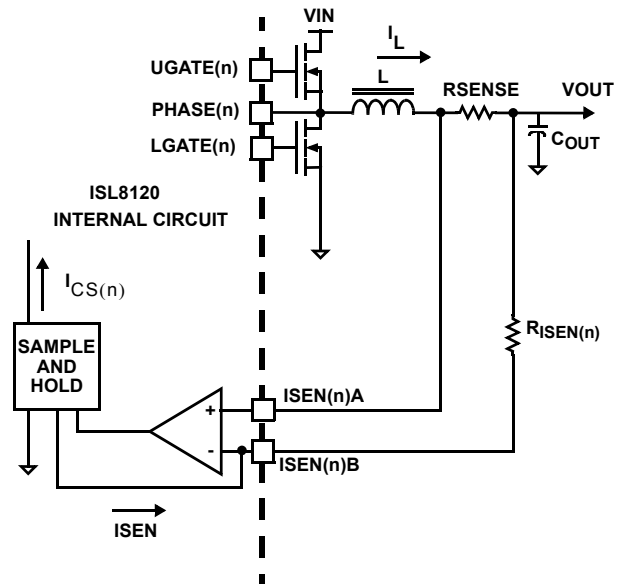 VIN
I_L
UGATE(n)
L
RSENSE
VOUT
PHASE(n)
C_OUT
LGATE(n)
ISL8120
INTERNAL CIRCUIT
I_CS(n)
SAMPLE
AND
HOLD
R_ISEN(n)
ISEN(n)A
+
-
ISEN(n)B
ISEN